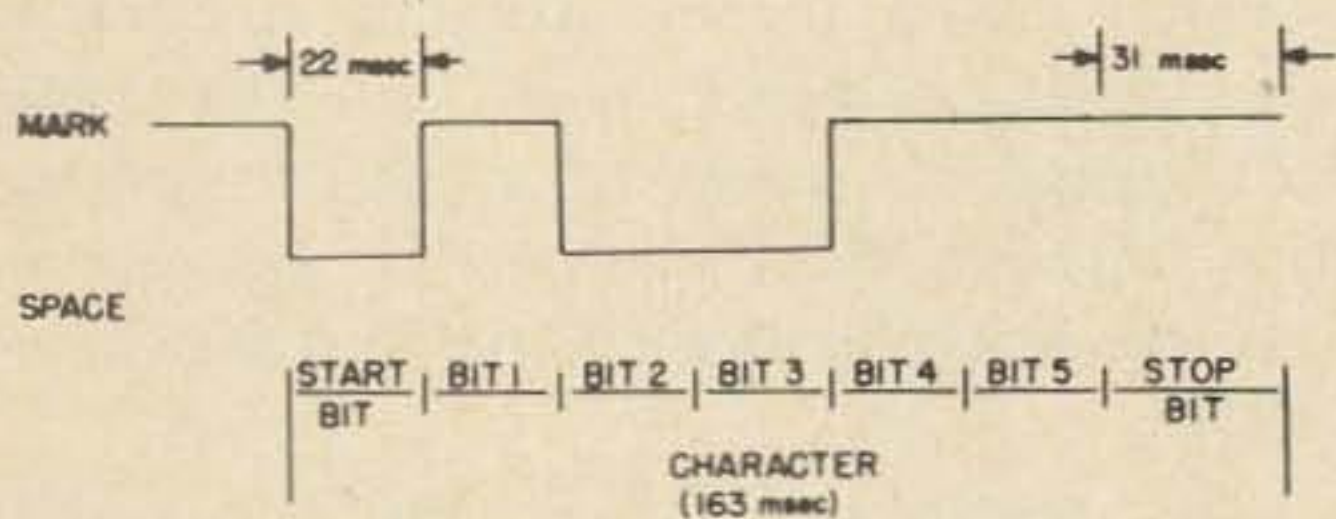 22 msec 31 msec
MARK
SPACE
START BIT 1 BIT 2 BIT 3 BIT 4 BIT 5 STOP
BIT BIT
CHARACTER
(163 msec)